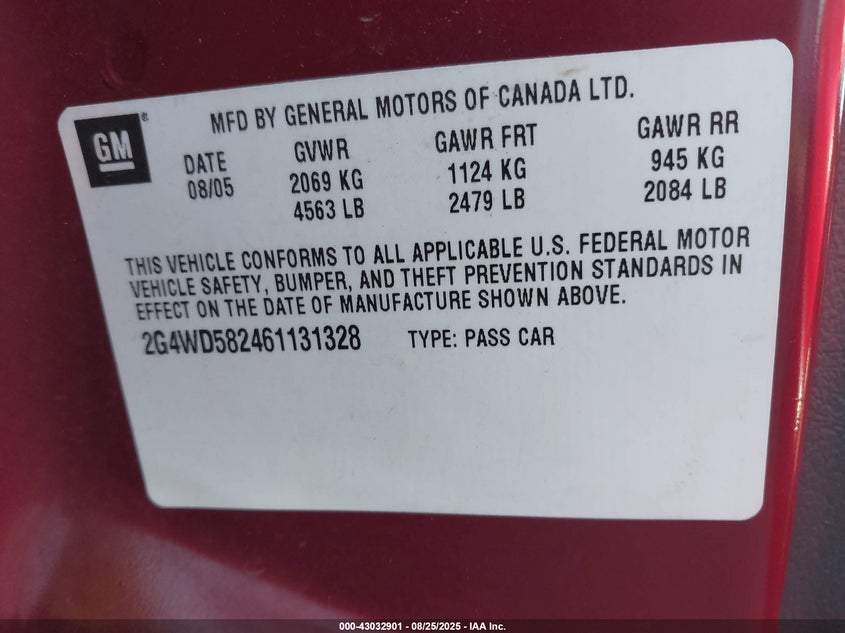 MFD BY GENERAL MOTORS OF CANADA LTD.
GM®
DATE GVWR GAWR FRT GAWR RR
08/05 2069 KG 1124 KG 945 KG
4563 LB 2479 LB 2084 LB
THIS VEHICLE CONFORMS TO ALL APPLICABLE U.S. FEDERAL MOTOR
VEHICLE SAFETY, BUMPER, AND THEFT PREVENTION STANDARDS IN
EFFECT ON THE DATE OF MANUFACTURE SHOWN ABOVE.
2G4WD582461131328 TYPE: PASS CAR
000-43032901 - 08/25/2025 - IAA Inc.